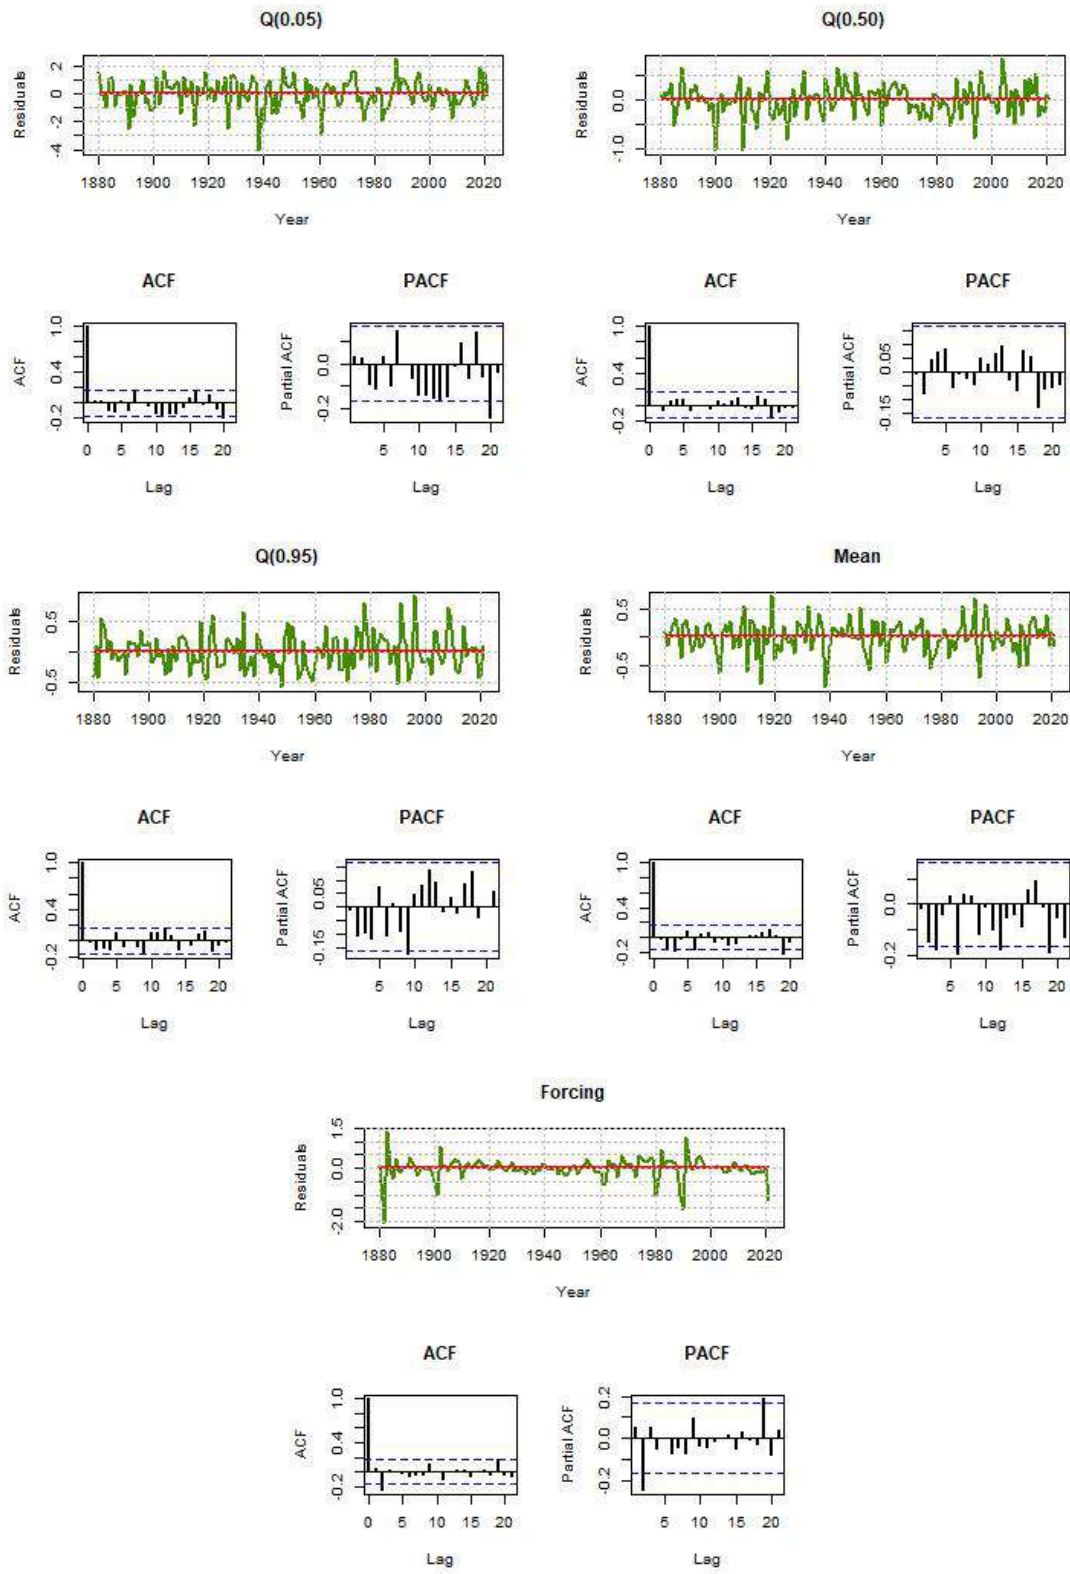 Q(0.05)
Q(0.50)
Residuals
2
0
-2
-4
1880 1900 1920 1940 1960 1980 2000 2020
Year
Residuals
0.0
-1.0
1880 1900 1920 1940 1960 1980 2000 2020
Year
ACF
PACF
ACF
PACF
ACF
1.0
0.4
-0.2
0 5 10 15 20
Lag
Partial ACF
0.0
-0.2
5 10 15 20
Lag
ACF
1.0
0.4
-0.2
0 5 10 15 20
Lag
Partial ACF
0.05
-0.15
5 10 15 20
Lag
Q(0.95)
Mean
Residuals
0.5
-0.5
1880 1900 1920 1940 1960 1980 2000 2020
Year
Residuals
0.5
-0.5
1880 1900 1920 1940 1960 1980 2000 2020
Year
ACF
PACF
ACF
PACF
ACF
1.0
0.4
-0.2
0 5 10 15 20
Lag
Partial ACF
0.05
-0.15
5 10 15 20
Lag
ACF
1.0
0.4
-0.2
0 5 10 15 20
Lag
Partial ACF
0.0
-0.2
5 10 15 20
Lag
Forcing
Residuals
1.5
0.0
-2.0
1880 1900 1920 1940 1960 1980 2000 2020
Year
ACF
PACF
ACF
1.0
0.4
-0.2
0 5 10 15 20
Lag
Partial ACF
0.2
0.0
-0.2
5 10 15 20
Lag